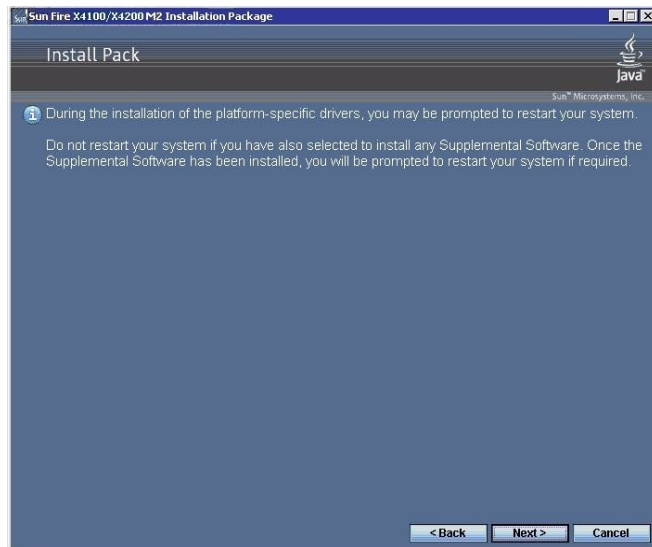 Sun Sun Fire X4100/X4200 M2 Installation Package
Install Pack
Java™
Sun™ Microsystems, Inc.
During the installation of the platform-specific drivers, you may be prompted to restart your system.
Do not restart your system if you have also selected to install any Supplemental Software. Once the
Supplemental Software has been installed, you will be prompted to restart your system if required.
< Back Next > Cancel